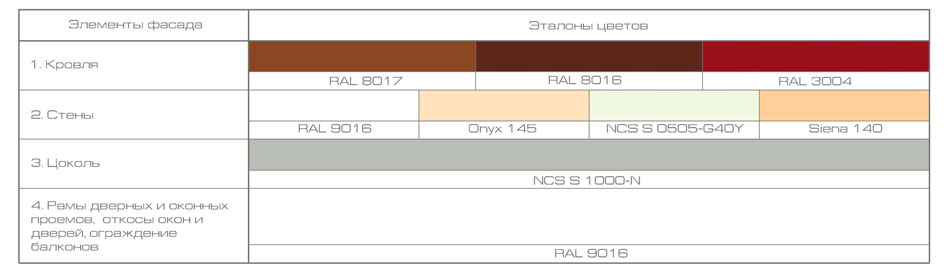 Элементы фасада
Эталоны цветов
1. Кровля
RAL 8017
RAL 8016
RAL 3004
2. Стены
RAL 9016
Onyx 145
NCS S 0505-G40Y
Siena 140
3. Цоколь
NCS S 1000-N
4. Рамы дверных и оконных
проемов, откосы окон и
дверей, ограждение
балконов
RAL 9016